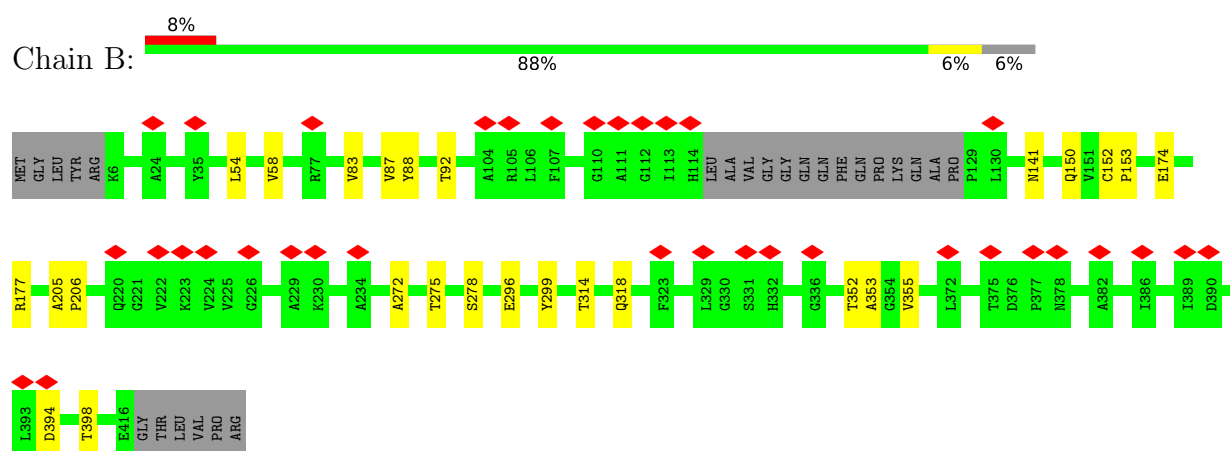 8%
Chain B:
88% 6% 6%
MET GLY LEU TYR ARG K6 A24 Y35 L54 V58 R77 V83 V87 Y88 T92 A104 R105 L106 F107 G110 A111 G112 I113 H114 LEU ALA VAL GLY GLY GLN GLN PHE GLN PRO LYS GLN ALA PRO P129 L130 N141 Q150 V151 C152 P153 E174
R177 A205 P206 Q220 G221 V222 K223 V224 V225 G226 A229 K230 A234 A272 T275 S278 E296 Y299 T314 Q318 F323 L329 G330 S331 H332 G336 T352 A353 G354 V355 L372 T375 D376 P377 N378 A382 I386 I389 D390
L393 D394 T398 E416 GLY THR LEU VAL PRO ARG